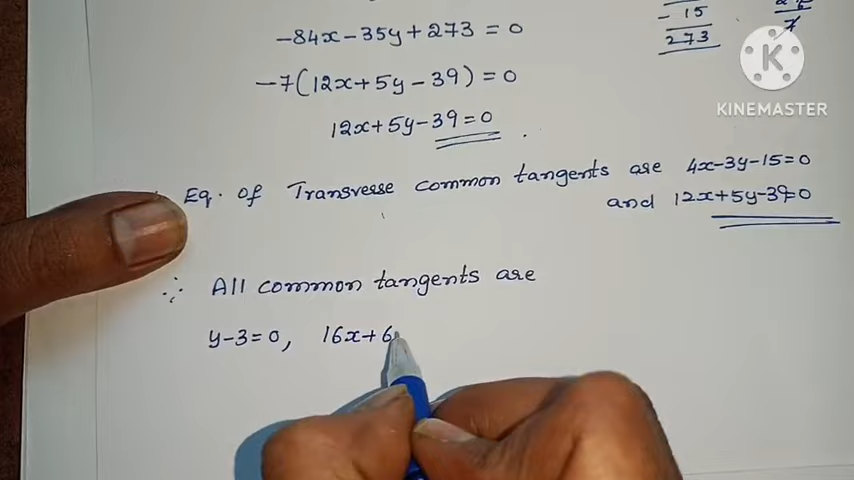 - 15
273
-84x-35y+273 = 0
-7(12x+5y-39) = 0
12x+5y-39=0
KINEMASTER
Eq. of Transverse common tangents are 4x-3y-15=0
and 12x+5y-39=0
∴ All common tangents are
y-3=0, 16x+6